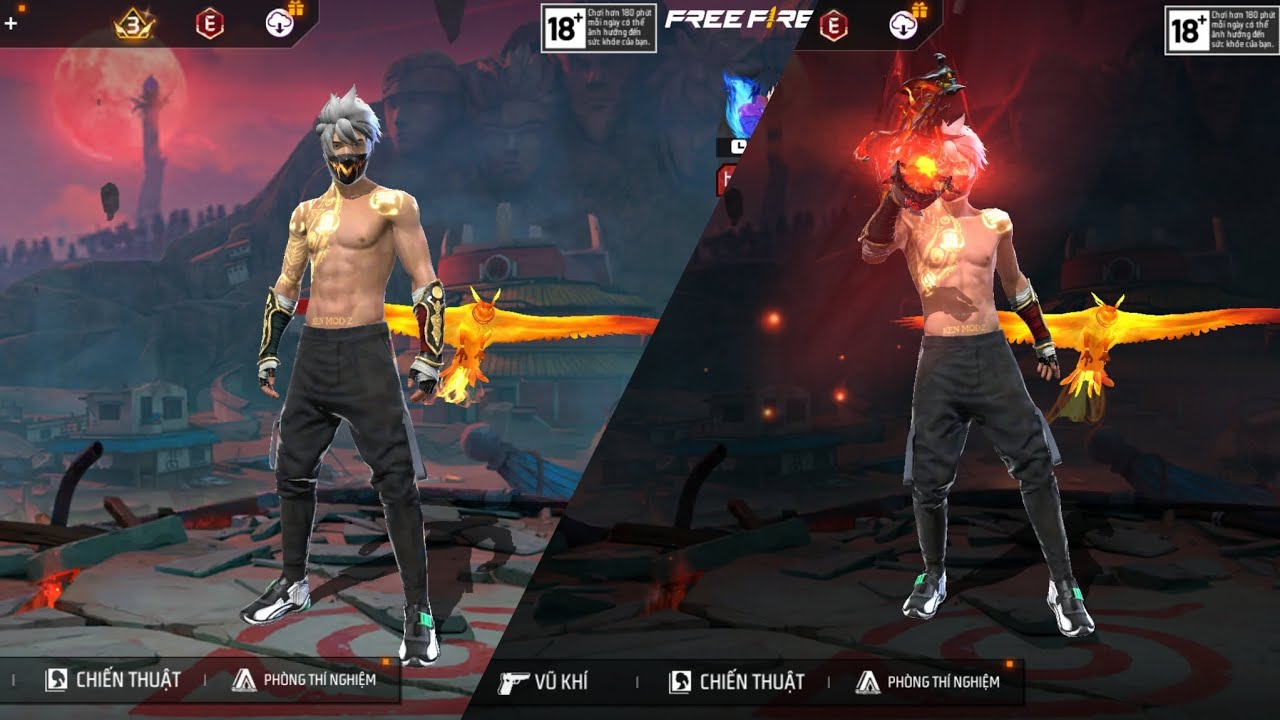 +
3
E
18+
Chơi hơn 180 phút
mỗi ngày có thể
ảnh hưởng đến
sức khỏe của bạn.
FREE FIRE
E
18+
Chơi hơn 180 phút
mỗi ngày có thể
ảnh hưởng đến
sức khỏe của bạn.
KEN MOD Z
KEN MOD Z
CHIẾN THUẬT
PHÒNG THÍ NGHIỆM
VŨ KHÍ
CHIẾN THUẬT
PHÒNG THÍ NGHIỆM